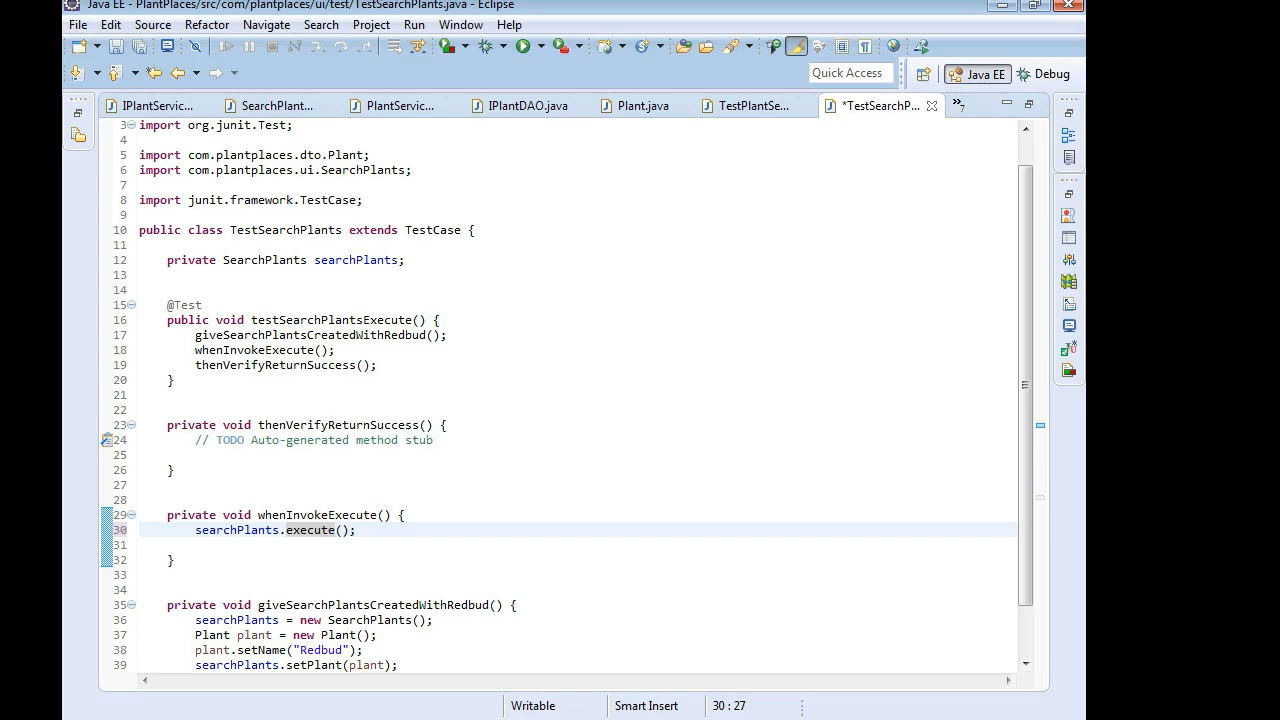 Java EE - PlantPlaces/src/com/plantplaces/ui/test/TestSearchPlants.java - Eclipse
File Edit Source Refactor Navigate Search Project Run Window Help
Quick Access
Java EE
Debug
IPlantServic...
SearchPlant...
PlantServic...
IPlantDAO.java
Plant.java
TestPlantSe...
*TestSearchP...
»7
3 import org.junit.Test;
4
5 import com.plantplaces.dto.Plant;
6 import com.plantplaces.ui.SearchPlants;
7
8 import junit.framework.TestCase;
9
10 public class TestSearchPlants extends TestCase {
11
12 private SearchPlants searchPlants;
13
14
15 @Test
16 public void testSearchPlantsExecute() {
17 giveSearchPlantsCreatedWithRedbud();
18 whenInvokeExecute();
19 thenVerifyReturnSuccess();
20 }
21
22
23 private void thenVerifyReturnSuccess() {
24 // TODO Auto-generated method stub
25
26 }
27
28
29 private void whenInvokeExecute() {
30 searchPlants.execute();
31
32 }
33
34
35 private void giveSearchPlantsCreatedWithRedbud() {
36 searchPlants = new SearchPlants();
37 Plant plant = new Plant();
38 plant.setName("Redbud");
39 searchPlants.setPlant(plant);
Writable
Smart Insert
30 : 27